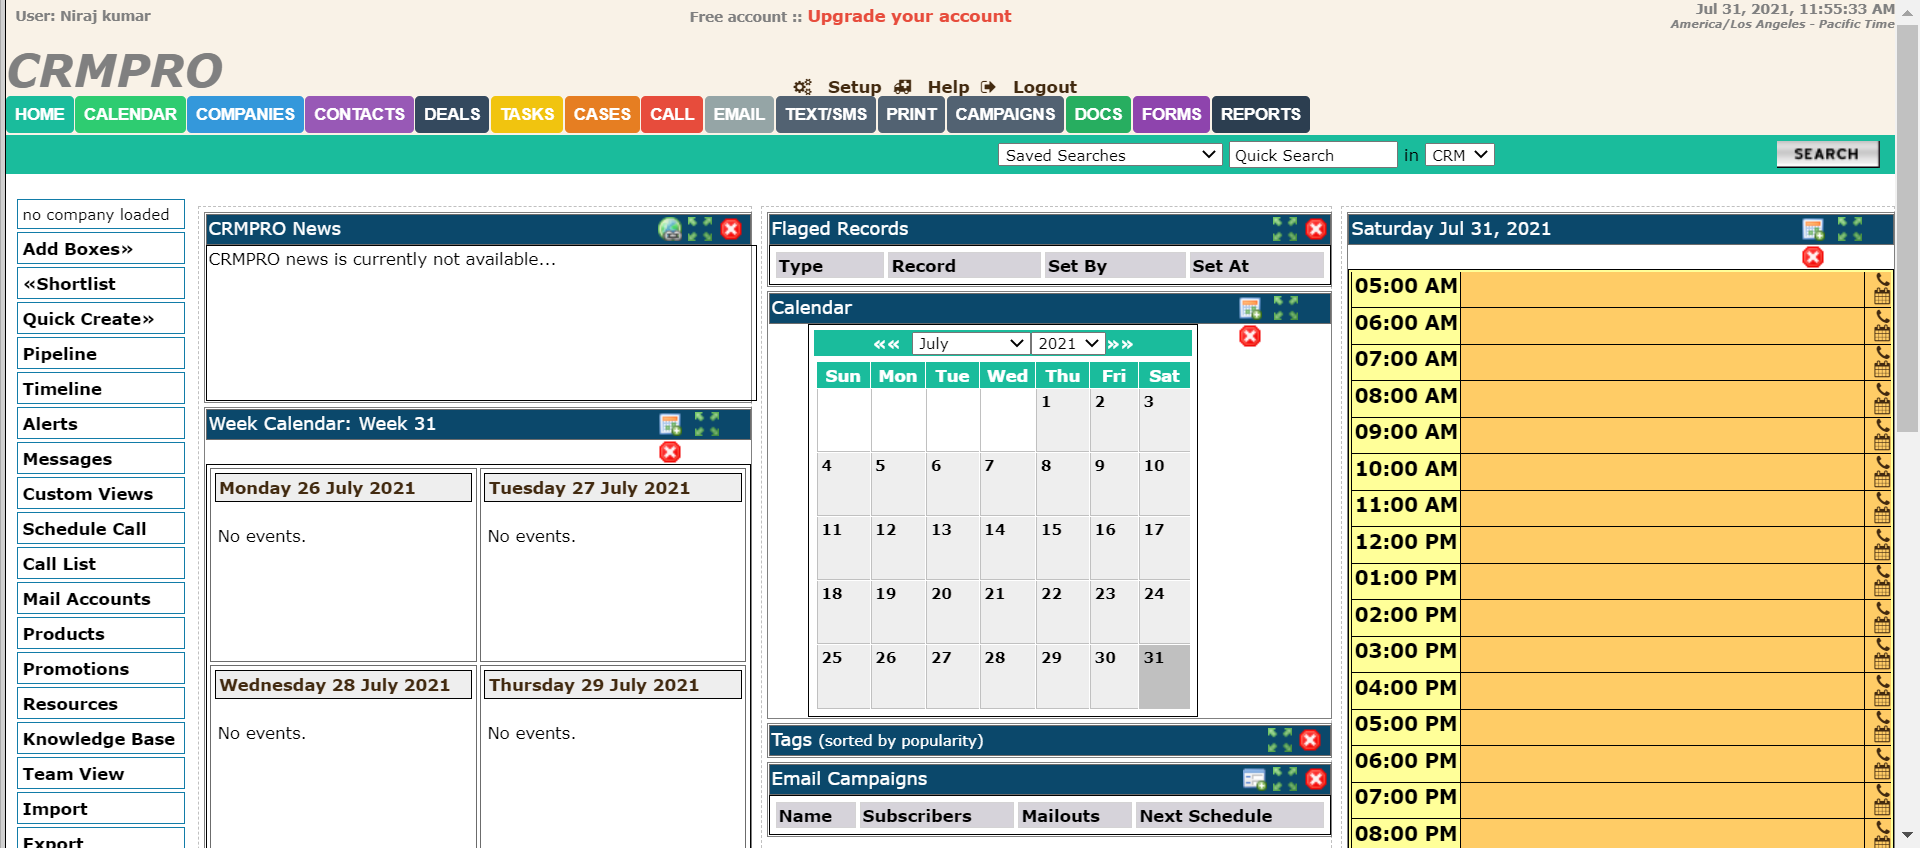 User: Niraj kumar
Free account :: Upgrade your account
Jul 31, 2021, 11:55:33 AM
America/Los Angeles - Pacific Time
CRMPRO
Setup Help Logout
HOME CALENDAR COMPANIES CONTACTS DEALS TASKS CASES CALL EMAIL TEXT/SMS PRINT CAMPAIGNS DOCS FORMS REPORTS
Saved Searches Quick Search in CRM SEARCH
no company loaded
Add Boxes»
«Shortlist
Quick Create»
Pipeline
Timeline
Alerts
Messages
Custom Views
Schedule Call
Call List
Mail Accounts
Products
Promotions
Resources
Knowledge Base
Team View
Import
Export
CRMPRO News
CRMPRO news is currently not available...
Week Calendar: Week 31
Monday 26 July 2021 Tuesday 27 July 2021
No events. No events.
Wednesday 28 July 2021 Thursday 29 July 2021
No events. No events.
Flaged Records
Type Record Set By Set At
Calendar
«« July 2021 »»
Sun Mon Tue Wed Thu Fri Sat
1 2 3
4 5 6 7 8 9 10
11 12 13 14 15 16 17
18 19 20 21 22 23 24
25 26 27 28 29 30 31
Tags (sorted by popularity)
Email Campaigns
Name Subscribers Mailouts Next Schedule
Saturday Jul 31, 2021
05:00 AM
06:00 AM
07:00 AM
08:00 AM
09:00 AM
10:00 AM
11:00 AM
12:00 PM
01:00 PM
02:00 PM
03:00 PM
04:00 PM
05:00 PM
06:00 PM
07:00 PM
08:00 PM